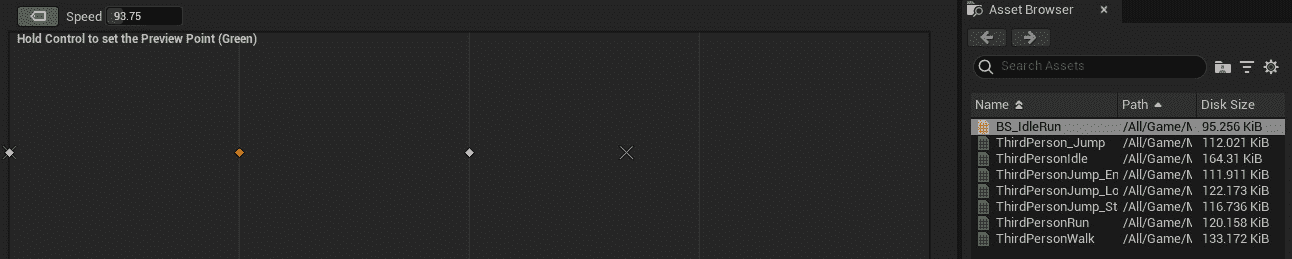 Speed 93.75
Hold Control to set the Preview Point (Green)
Asset Browser
Search Assets
Name Path Disk Size
BS_IdleRun /All/Game/M 95.256 KiB
ThirdPerson_Jump /All/Game/M 112.021 KiB
ThirdPersonIdle /All/Game/M 164.31 KiB
ThirdPersonJump_En /All/Game/M 111.911 KiB
ThirdPersonJump_Lo /All/Game/M 122.173 KiB
ThirdPersonJump_St /All/Game/M 116.736 KiB
ThirdPersonRun /All/Game/M 120.158 KiB
ThirdPersonWalk /All/Game/M 133.172 KiB